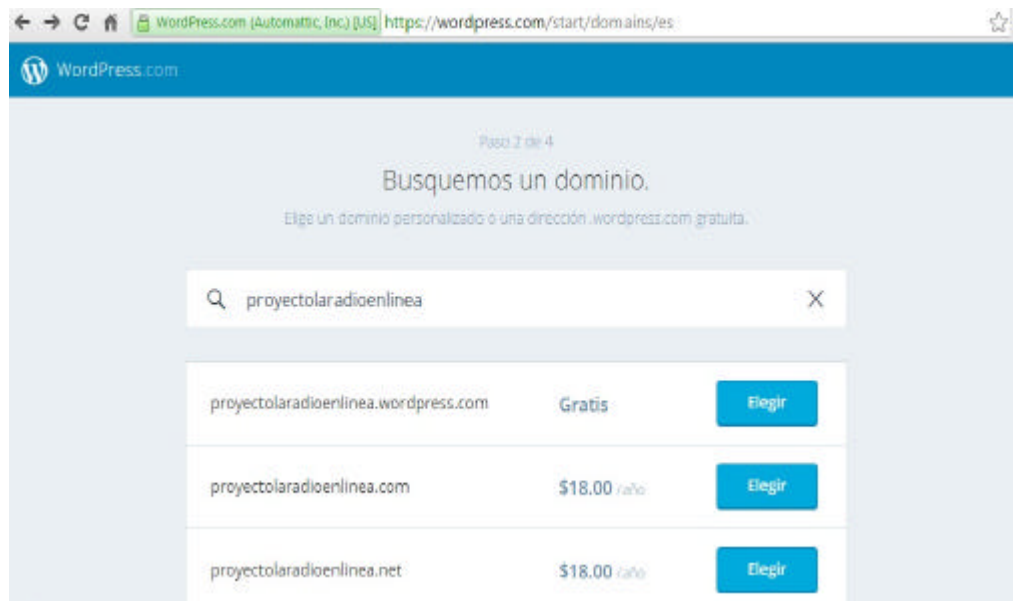 WordPress.com (Automattic, Inc.) [US] https://wordpress.com/start/domains/es
WordPress.com
Paso 2 de 4
Busquemos un dominio.
Elige un dominio personalizado o una dirección .wordpress.com gratuita.
proyectolaradioenlinea
proyectolaradioenlinea.wordpress.com Gratis Elegir
proyectolaradioenlinea.com $18.00 /año Elegir
proyectolaradioenlinea.net $18.00 /año Elegir